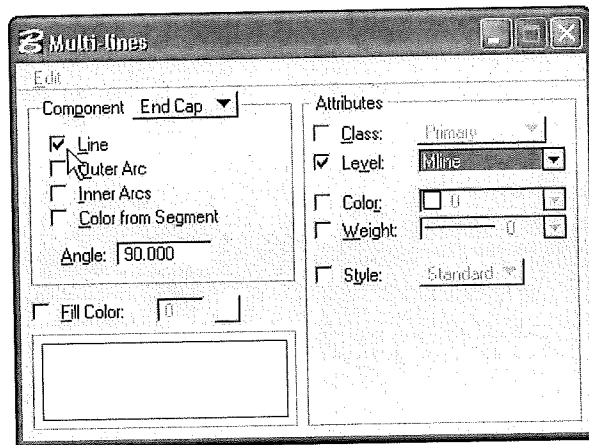 Multi-lines
Edit
Component End Cap
Line
Outer Arc
Inner Arcs
Color from Segment
Angle: 90.000
Fill Color: 0
Attributes
Class: Primary
Level: Mline
Color: 0
Weight: 0
Style: Standard